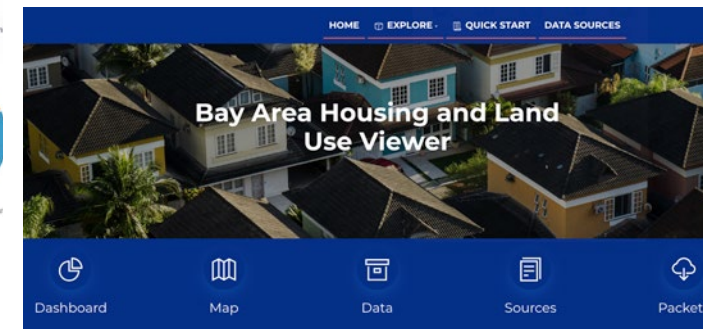 HOME EXPLORE QUICK START DATA SOURCES
Bay Area Housing and Land
Use Viewer
Dashboard Map Data Sources Packet